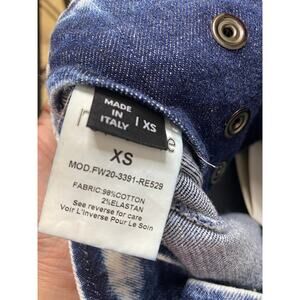 MADE
IN
ITALY
I XS
XS
MOD.FW20-3391-RE529
FABRIC:98%COTTON
2%ELASTAN
See reverse for care
Voir L'Inverse Pour Le Soin